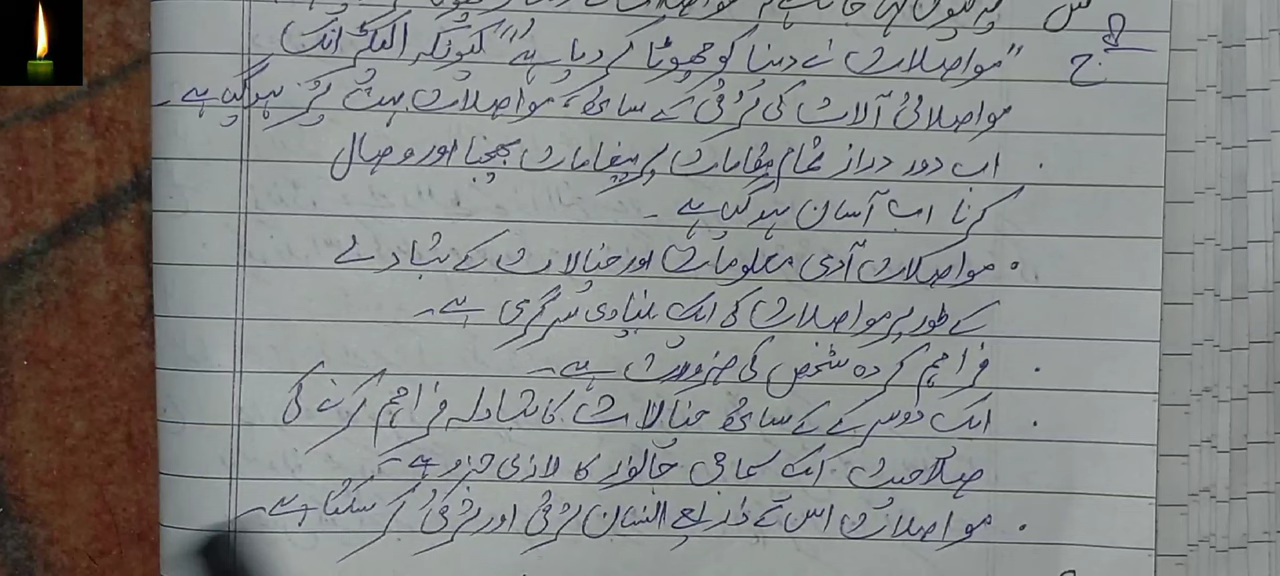 ج "مواصلات نے دینا کو چھوٹا کر دیا ہے" کیونکہ الیکٹرانک
مواصلاتی آلات کی ترقی کے ساتھ، مواصلات بہت تیز ہو گیا ہے۔
اب دور دراز تمام مقامات پر پیغامات بھیجنا اور وصال
کرنا اب آسان ہو گیا ہے۔
• مواصلات آدمی معلومات اور خیالات کے تبادلے
کے طور پر مواصلات کی ایک بنیادی سرگرمی ہے۔
• فراہم کردہ شخص کی ضرورت ہے۔
• ایک دوسرے کے ساتھ خیالات کا تبادلہ فراہم کرنے کی
صلاحیت ایک سماجی جانور کا لازمی جزو ہے۔
• مواصلات اس کے ذریعے انسان ترقی اور ترقی کر سکتا ہے۔